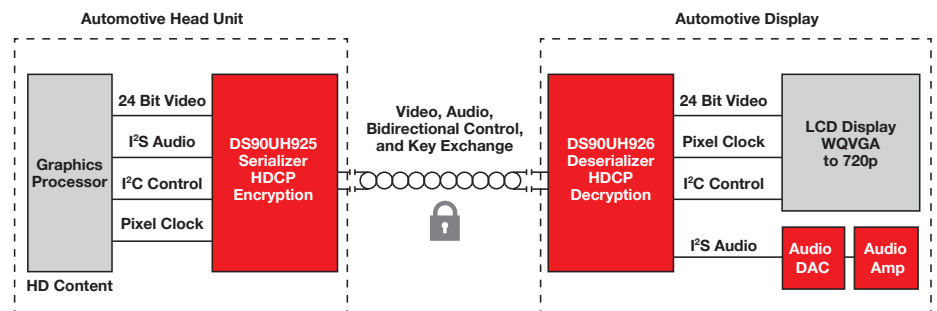 Automotive Head Unit
Automotive Display
Graphics
Processor
HD Content
24 Bit Video
I²S Audio
I²C Control
Pixel Clock
DS90UH925
Serializer
HDCP
Encryption
Video, Audio,
Bidirectional Control,
and Key Exchange
DS90UH926
Deserializer
HDCP
Decryption
24 Bit Video
Pixel Clock
I²C Control
I²S Audio
LCD Display
WQVGA
to 720p
Audio
DAC
Audio
Amp